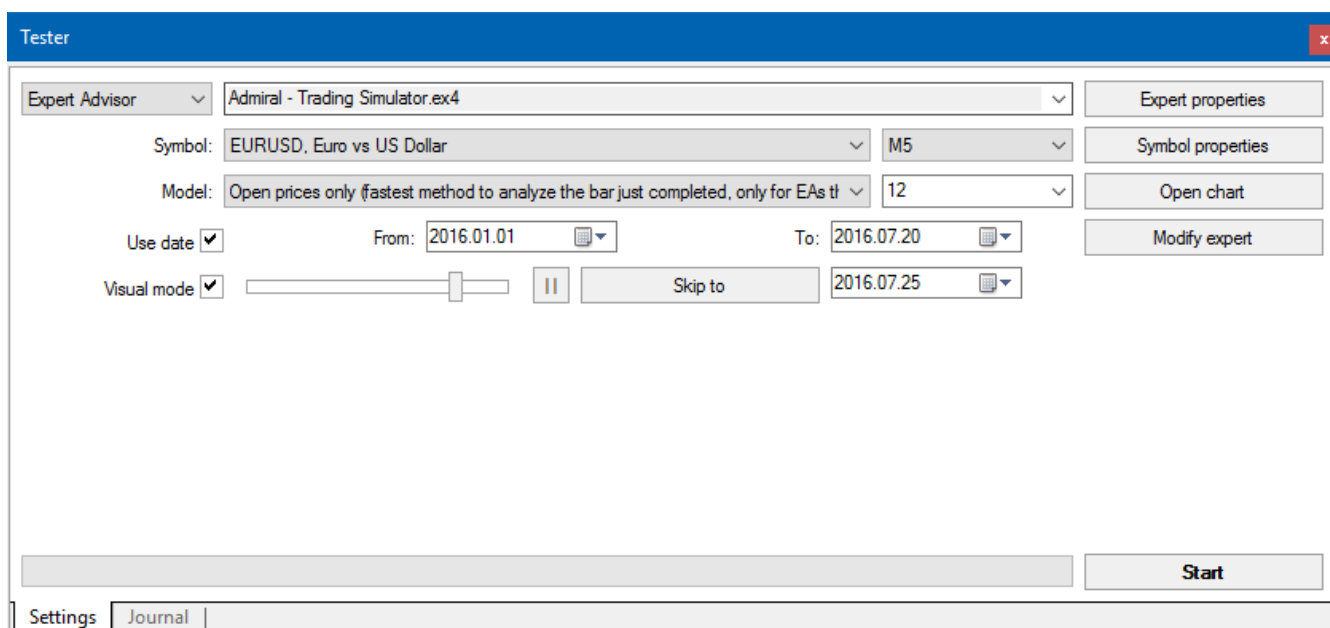 Tester
x
Expert Advisor Admiral - Trading Simulator.ex4 Expert properties
Symbol: EURUSD, Euro vs US Dollar M5 Symbol properties
Model: Open prices only (fastest method to analyze the bar just completed, only for EAs th 12 Open chart
Use date From: 2016.01.01 To: 2016.07.20 Modify expert
Visual mode Skip to 2016.07.25
Start
Settings Journal